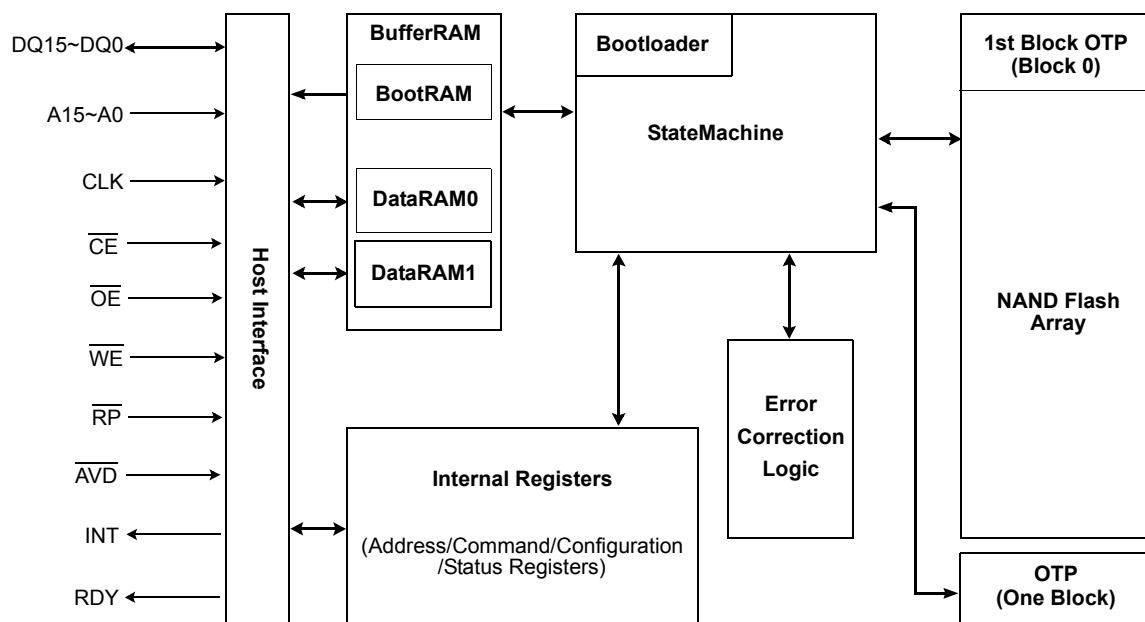 DQ15~DQ0
A15~A0
CLK
CE
OE
WE
RP
AVD
INT
RDY
Host Interface
BufferRAM
BootRAM
DataRAM0
DataRAM1
Bootloader
StateMachine
Internal Registers
(Address/Command/Configuration
/Status Registers)
Error
Correction
Logic
1st Block OTP
(Block 0)
NAND Flash
Array
OTP
(One Block)